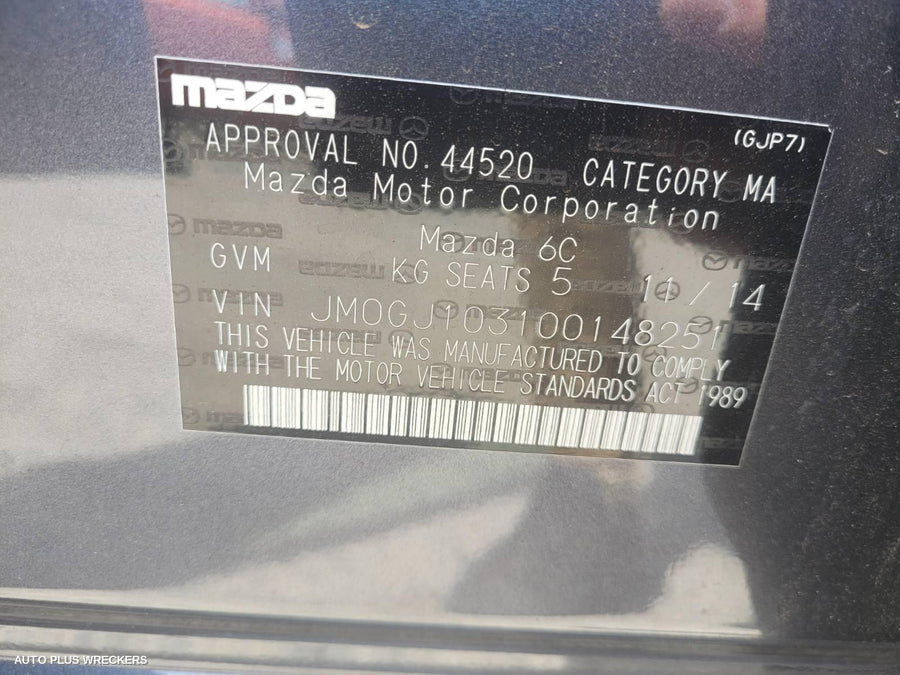 mazda
(GJP7)
APPROVAL NO. 44520 CATEGORY MA
Mazda Motor Corporation
Mazda 6C
GVM KG SEATS 5 11/14
VIN JM0GJ103100148251
THIS VEHICLE WAS MANUFACTURED TO COMPLY
WITH THE MOTOR VEHICLE STANDARDS ACT 1989
AUTO PLUS WRECKERS